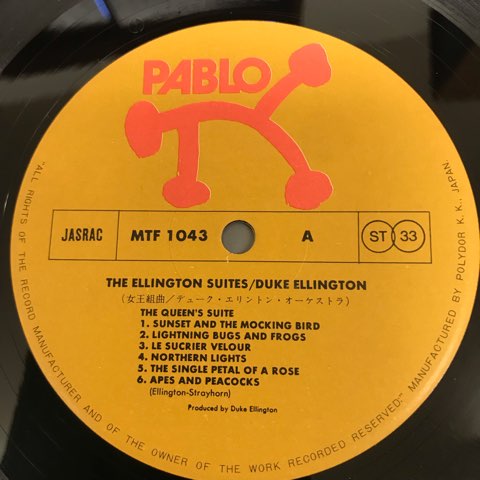 PABLO
JASRAC
MTF 1043
A
ST 33
THE ELLINGTON SUITES/DUKE ELLINGTON
(女王組曲/デューク・エリントン・オーケストラ)
THE QUEEN'S SUITE
1. SUNSET AND THE MOCKING BIRD
2. LIGHTNING BUGS AND FROGS
3. LE SUCRIER VELOUR
4. NORTHERN LIGHTS
5. THE SINGLE PETAL OF A ROSE
6. APES AND PEACOCKS
(Ellington-Strayhorn)
Produced by Duke Ellington
"ALL RIGHTS OF THE RECORD MANUFACTURER AND OF THE OWNER OF THE WORK RECORDED RESERVED." MANUFACTURED BY POLYDOR K. K., JAPAN.